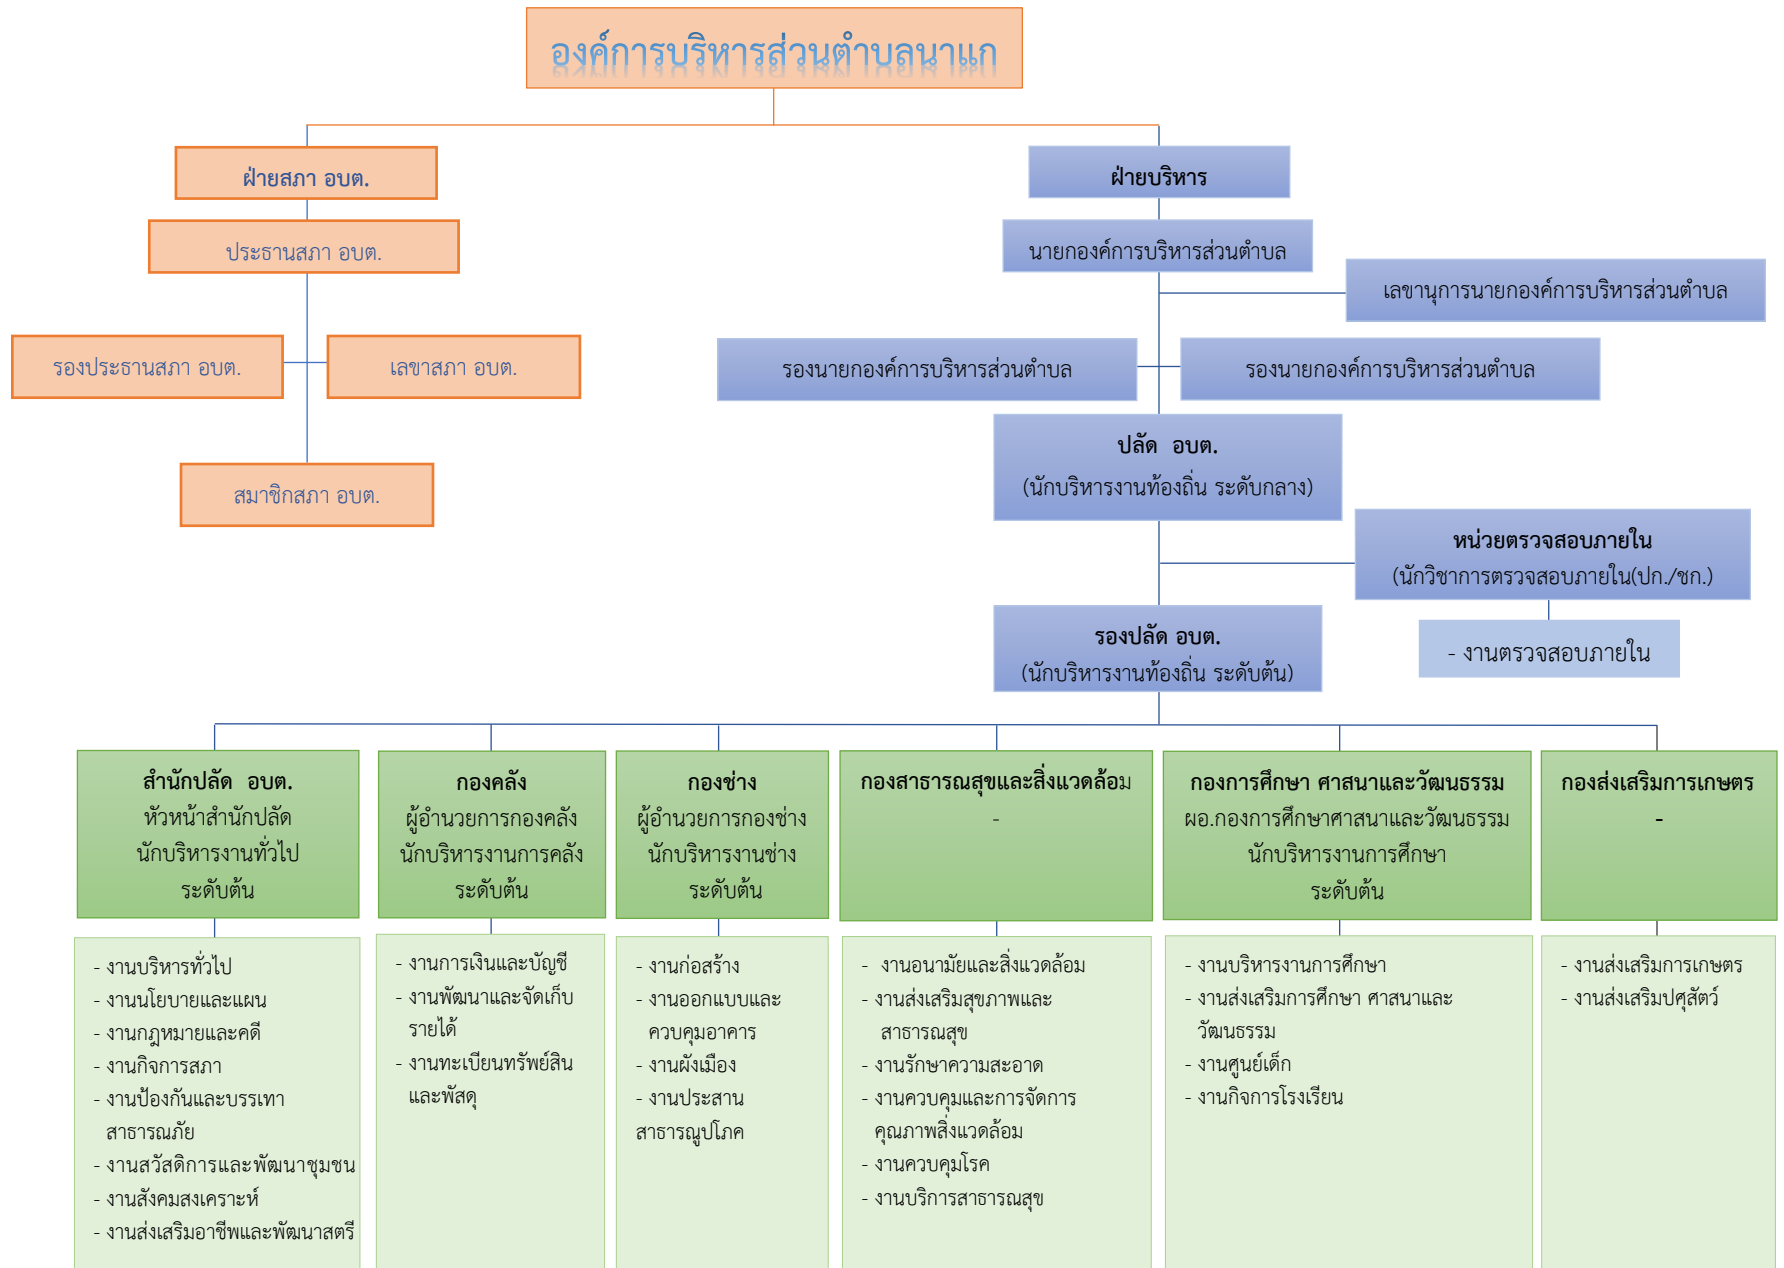 องค์การบริหารส่วนตำบลนาแก
ฝ่ายสภา อบต.
ประธานสภา อบต.
รองประธานสภา อบต.
เลขาสภา อบต.
สมาชิกสภา อบต.
ฝ่ายบริหาร
นายกองค์การบริหารส่วนตำบล
เลขานุการนายกองค์การบริหารส่วนตำบล
รองนายกองค์การบริหารส่วนตำบล
รองนายกองค์การบริหารส่วนตำบล
ปลัด อบต.
(นักบริหารงานท้องถิ่น ระดับกลาง)
หน่วยตรวจสอบภายใน
(นักวิชาการตรวจสอบภายใน(ปก./ชก.)
- งานตรวจสอบภายใน
รองปลัด อบต.
(นักบริหารงานท้องถิ่น ระดับต้น)
สำนักปลัด อบต.
หัวหน้าสำนักปลัด
นักบริหารงานทั่วไป
ระดับต้น
- งานบริหารทั่วไป
- งานนโยบายและแผน
- งานกฎหมายและคดี
- งานกิจการสภา
- งานป้องกันและบรรเทา
สาธารณภัย
- งานสวัสดิการและพัฒนาชุมชน
- งานสังคมสงเคราะห์
- งานส่งเสริมอาชีพและพัฒนาสตรี
กองคลัง
ผู้อำนวยการกองคลัง
นักบริหารงานการคลัง
ระดับต้น
- งานการเงินและบัญชี
- งานพัฒนาและจัดเก็บ
รายได้
- งานทะเบียนทรัพย์สิน
และพัสดุ
กองช่าง
ผู้อำนวยการกองช่าง
นักบริหารงานช่าง
ระดับต้น
- งานก่อสร้าง
- งานออกแบบและ
ควบคุมอาคาร
- งานผังเมือง
- งานประสาน
สาธารณูปโภค
กองสาธารณสุขและสิ่งแวดล้อม
-
- งานอนามัยและสิ่งแวดล้อม
- งานส่งเสริมสุขภาพและ
สาธารณสุข
- งานรักษาความสะอาด
- งานควบคุมและการจัดการ
คุณภาพสิ่งแวดล้อม
- งานควบคุมโรค
- งานบริการสาธารณสุข
กองการศึกษา ศาสนาและวัฒนธรรม
ผอ.กองการศึกษาศาสนาและวัฒนธรรม
นักบริหารงานการศึกษา
ระดับต้น
- งานบริหารงานการศึกษา
- งานส่งเสริมการศึกษา ศาสนาและ
วัฒนธรรม
- งานศูนย์เด็ก
- งานกิจการโรงเรียน
กองส่งเสริมการเกษตร
-
- งานส่งเสริมการเกษตร
- งานส่งเสริมปศุสัตว์